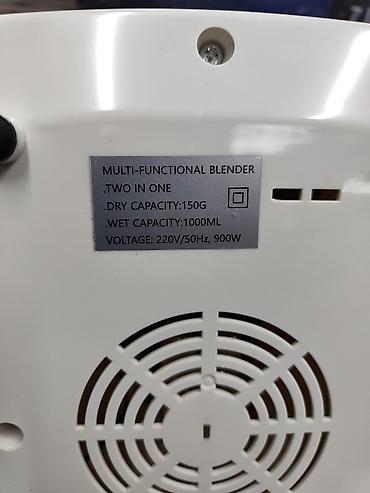 MULTI-FUNCTIONAL BLENDER
.TWO IN ONE
.DRY CAPACITY:150G
.WET CAPACITY:1000ML
VOLTAGE: 220V/50Hz, 900W